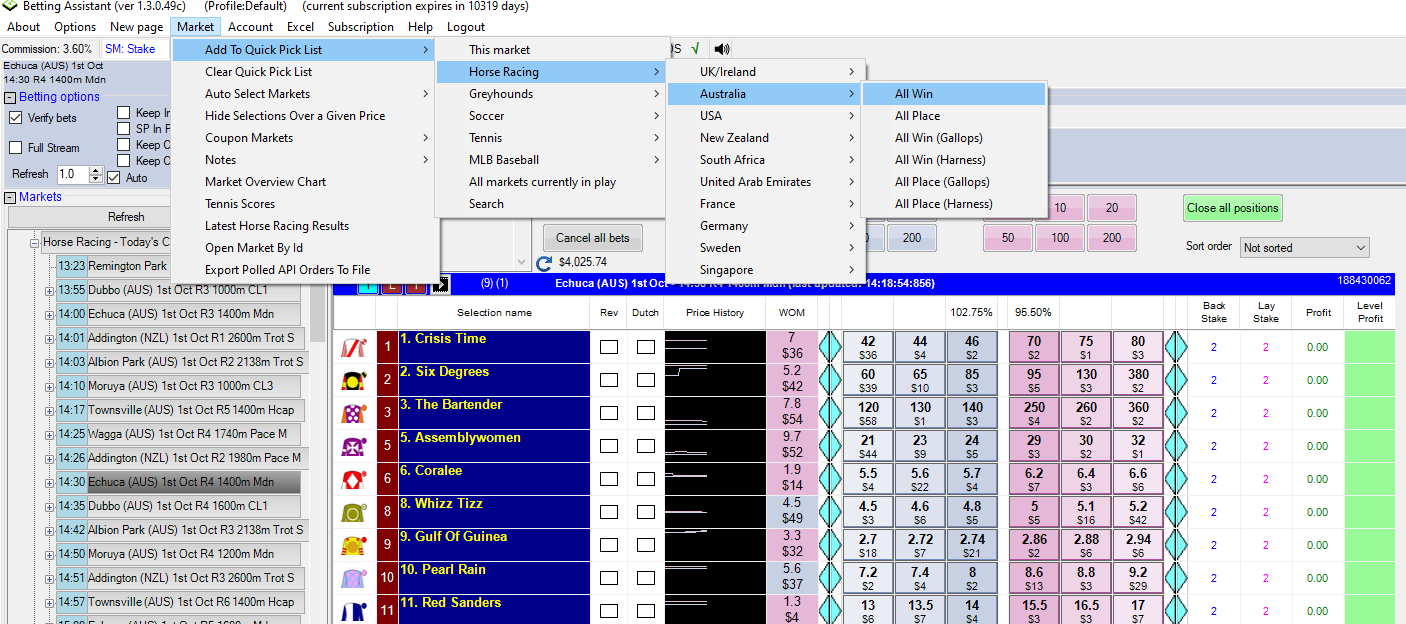 Betting Assistant (ver 1.3.0.49c) (Profile:Default) (current subscription expires in 10319 days)
About Options New page Market Account Excel Subscription Help Logout
Commission: 3.60% SM: Stake
Echuca (AUS) 1st Oct
14:30 R4 1400m Mdn
Betting options
Verify bets
Keep In
SP In F
Full Stream
Keep C
Keep C
Refresh 1.0 Auto
Markets
Refresh
Add To Quick Pick List
Clear Quick Pick List
Auto Select Markets
Hide Selections Over a Given Price
Coupon Markets
Notes
Market Overview Chart
Tennis Scores
Latest Horse Racing Results
Open Market By Id
Export Polled API Orders To File
This market
Horse Racing
Greyhounds
Soccer
Tennis
MLB Baseball
All markets currently in play
Search
UK/Ireland
Australia
USA
New Zealand
South Africa
United Arab Emirates
France
Germany
Sweden
Singapore
All Win
All Place
All Win (Gallops)
All Win (Harness)
All Place (Gallops)
All Place (Harness)
10 20
200 50 100 200
Close all positions
Sort order Not sorted
Cancel all bets
$4,025.74
Horse Racing - Today's C
13:23 Remington Park
13:55 Dubbo (AUS) 1st Oct R3 1000m CL1
14:00 Echuca (AUS) 1st Oct R3 1400m Mdn
14:01 Addington (NZL) 1st Oct R1 2600m Trot S
14:03 Albion Park (AUS) 1st Oct R2 2138m Trot S
14:10 Moruya (AUS) 1st Oct R3 1000m CL3
14:17 Townsville (AUS) 1st Oct R5 1400m Hcap
14:25 Wagga (AUS) 1st Oct R4 1740m Pace M
14:26 Addington (NZL) 1st Oct R2 1980m Pace M
14:30 Echuca (AUS) 1st Oct R4 1400m Mdn
14:35 Dubbo (AUS) 1st Oct R4 1600m CL1
14:42 Albion Park (AUS) 1st Oct R3 2138m Trot S
14:50 Moruya (AUS) 1st Oct R4 1200m Mdn
14:51 Addington (NZL) 1st Oct R3 2600m Trot S
14:57 Townsville (AUS) 1st Oct R6 1400m Hcap
(9) (1) Echuca (AUS) 1st Oct - 14:30 R4 1400m Mdn (last updated: 14:18:54:856) 188430062
Selection name Rev Dutch Price History WOM 102.75% 95.50% Back Stake Lay Stake Profit Level Profit
1 1. Crisis Time 7 42 44 46 70 75 80 2 2 0.00
$36 $36 $4 $2 $2 $1 $3
2 2. Six Degrees 5.2 60 65 85 95 130 380 2 2 0.00
$42 $39 $10 $3 $5 $3 $2
3 3. The Bartender 7.8 120 130 140 250 260 360 2 2 0.00
$54 $58 $1 $3 $4 $2 $2
5 5. Assemblywomen 9.7 21 23 24 29 30 32 2 2 0.00
$52 $44 $9 $5 $3 $2 $1
6 6. Coralee 1.9 5.5 5.6 5.7 6.2 6.4 6.6 2 2 0.00
$14 $4 $22 $4 $7 $3 $6
8 8. Whizz Tizz 4.5 4.5 4.6 4.8 5 5.1 5.2 2 2 0.00
$49 $3 $6 $5 $5 $16 $42
9 9. Gulf Of Guinea 3.3 2.7 2.72 2.74 2.86 2.88 2.94 2 2 0.00
$32 $18 $7 $21 $2 $6 $6
10 10. Pearl Rain 5.6 7.2 7.4 8 8.6 8.8 9.2 2 2 0.00
$37 $2 $4 $2 $13 $3 $29
11 11. Red Sanders 1.3 13 13.5 14 15.5 16.5 17 2 2 0.00
$4 $6 $7 $4 $3 $3 $3